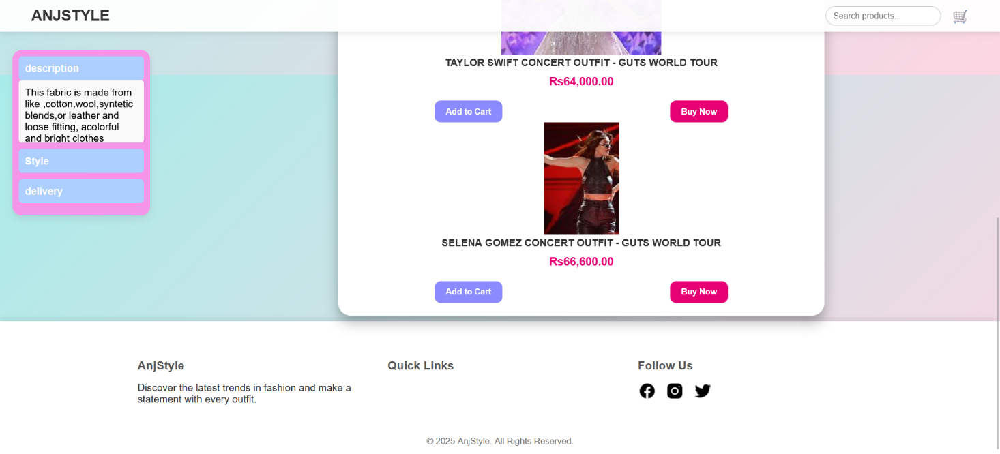 ANJSTYLE
Search products...
description
This fabric is made from
like ,cotton,wool,syntetic
blends,or leather and
loose fitting, acolorful
and bright clothes
Style
delivery
TAYLOR SWIFT CONCERT OUTFIT - GUTS WORLD TOUR
Rs64,000.00
Add to Cart
Buy Now
SELENA GOMEZ CONCERT OUTFIT - GUTS WORLD TOUR
Rs66,600.00
Add to Cart
Buy Now
AnjStyle
Discover the latest trends in fashion and make a
statement with every outfit.
Quick Links
Follow Us
© 2025 AnjStyle. All Rights Reserved.